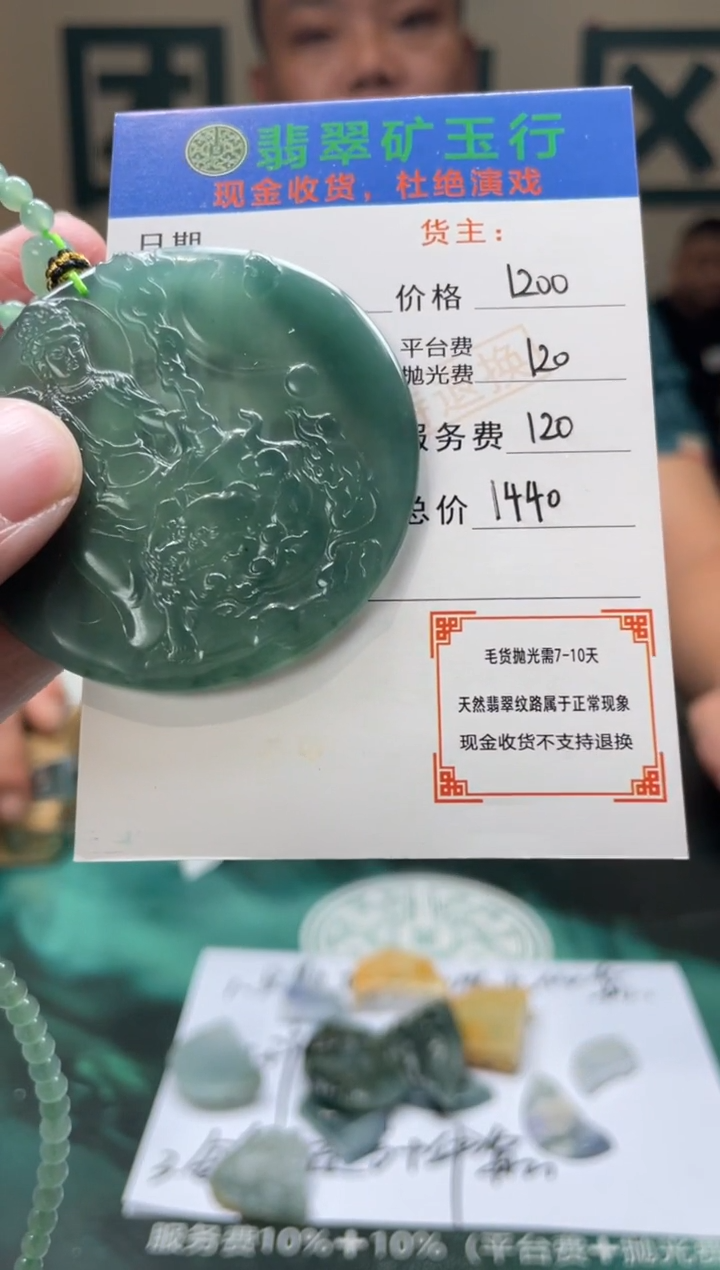 翡翠矿玉行
现金收货，杜绝演戏
日期
货主：
价格 1200
平台费
抛光费 120
服务费 120
总价 1440
毛货抛光需7-10天
天然翡翠纹路属于正常现象
现金收货不支持退换
服务费10%+10%（平台费+抛光费